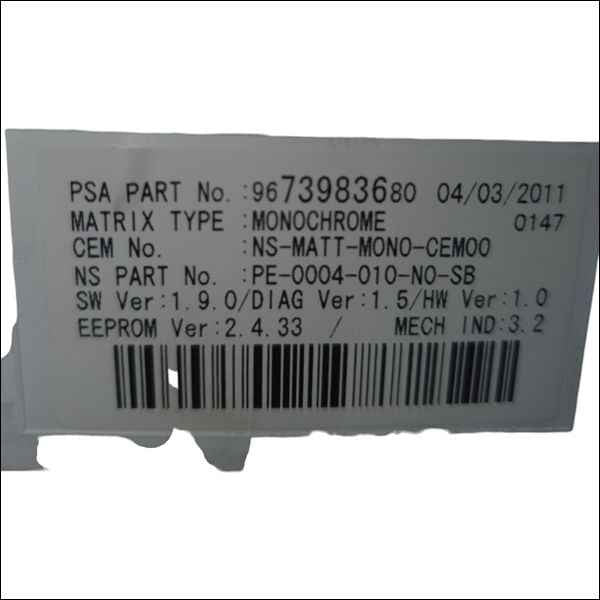 PSA PART No.:9673983680 04/03/2011
MATRIX TYPE :MONOCHROME 0147
CEM No. :NS-MATT-MONO-CEM00
NS PART No. :PE-0004-010-N0-SB
SW Ver:1.9.0/DIAG Ver:1.5/HW Ver:1.0
EEPROM Ver:2.4.33 / MECH IND:3.2